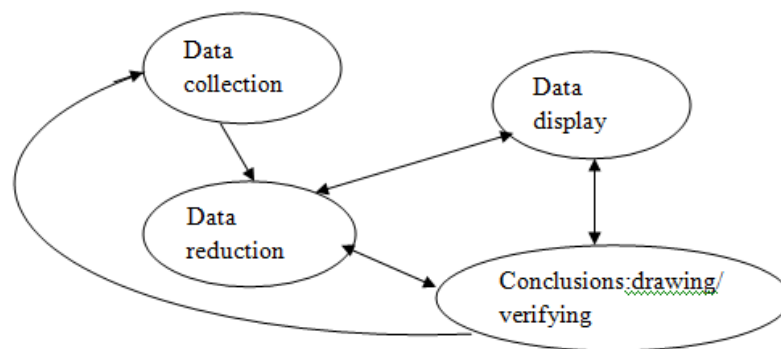 Data
collection
Data
display
Data
reduction
Conclusions:drawing/
verifying